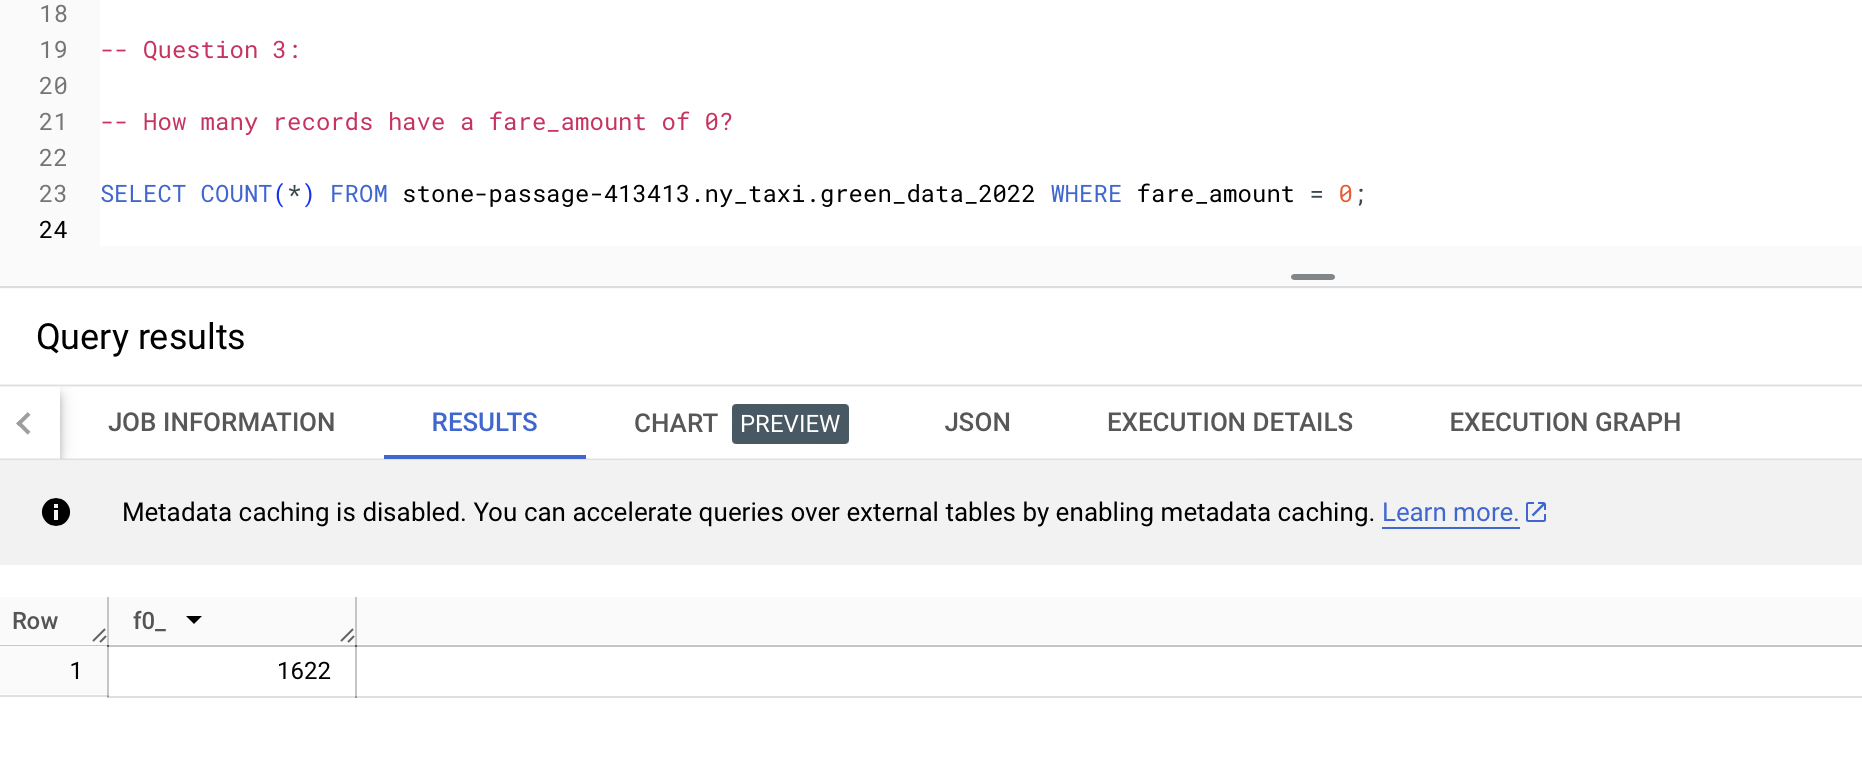 18
19 -- Question 3:
20
21 -- How many records have a fare_amount of 0?
22
23 SELECT COUNT(*) FROM stone-passage-413413.ny_taxi.green_data_2022 WHERE fare_amount = 0;
24
Query results
JOB INFORMATION RESULTS CHART PREVIEW JSON EXECUTION DETAILS EXECUTION GRAPH
Metadata caching is disabled. You can accelerate queries over external tables by enabling metadata caching. Learn more.
Row f0_
1 1622